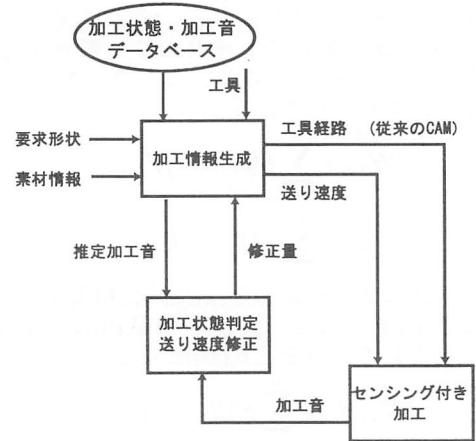 加工状態・加工音
データベース
工具
要求形状
素材情報
加工情報生成
工具経路 (従来のCAM)
送り速度
推定加工音
修正量
加工状態判定
送り速度修正
センシング付き
加工
加工音